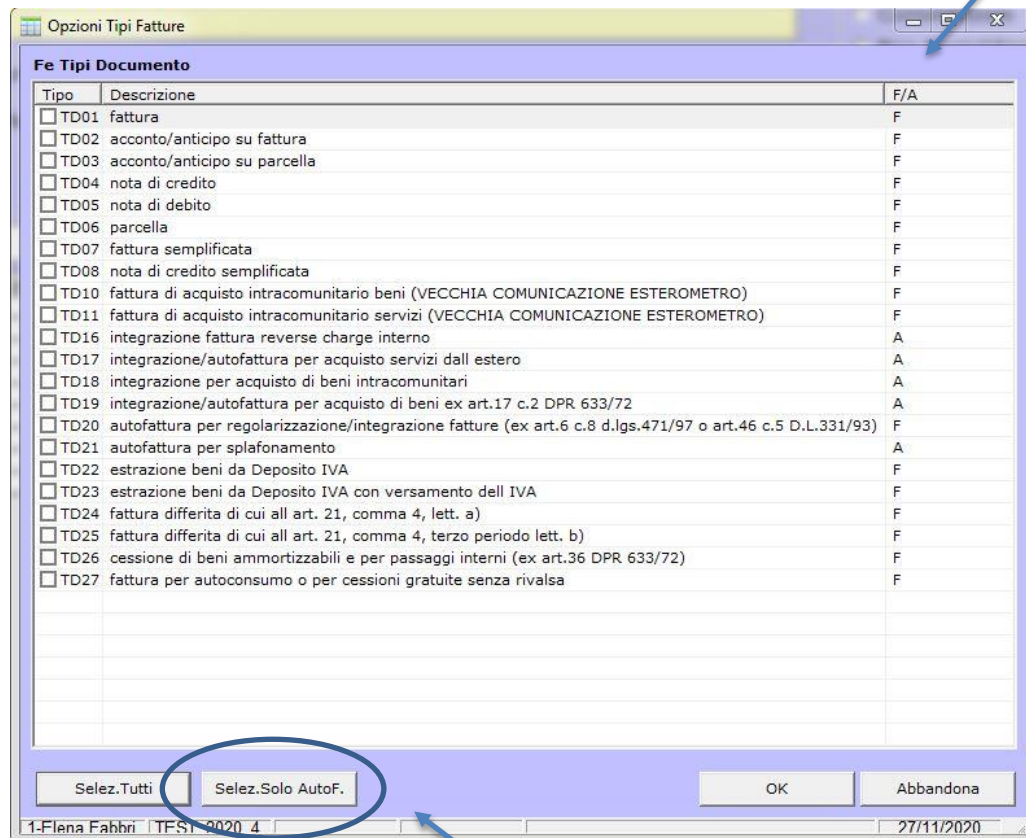 Opzioni Tipi Fatture
Fe Tipi Documento
Tipo Descrizione F/A
TD01 fattura F
TD02 acconto/anticipo su fattura F
TD03 acconto/anticipo su parcella F
TD04 nota di credito F
TD05 nota di debito F
TD06 parcella F
TD07 fattura semplificata F
TD08 nota di credito semplificata F
TD10 fattura di acquisto intracomunitario beni (VECCHIA COMUNICAZIONE ESTEROMETRO) F
TD11 fattura di acquisto intracomunitario servizi (VECCHIA COMUNICAZIONE ESTEROMETRO) F
TD16 integrazione fattura reverse charge interno A
TD17 integrazione/autofattura per acquisto servizi dall estero A
TD18 integrazione per acquisto di beni intracomunitari A
TD19 integrazione/autofattura per acquisto di beni ex art.17 c.2 DPR 633/72 A
TD20 autofattura per regolarizzazione/integrazione fatture (ex art.6 c.8 d.lgs.471/97 o art.46 c.5 D.L.331/93) F
TD21 autofattura per splafonamento A
TD22 estrazione beni da Deposito IVA F
TD23 estrazione beni da Deposito IVA con versamento dell IVA F
TD24 fattura differita di cui all art. 21, comma 4, lett. a) F
TD25 fattura differita di cui all art. 21, comma 4, terzo periodo lett. b) F
TD26 cessione di beni ammortizzabili e per passaggi interni (ex art.36 DPR 633/72) F
TD27 fattura per autoconsumo o per cessioni gratuite senza rivalsa F
Selez.Tutti Selez.Solo AutoF. OK Abbandona
1-Elena Fabbri TEST 2020 4 27/11/2020